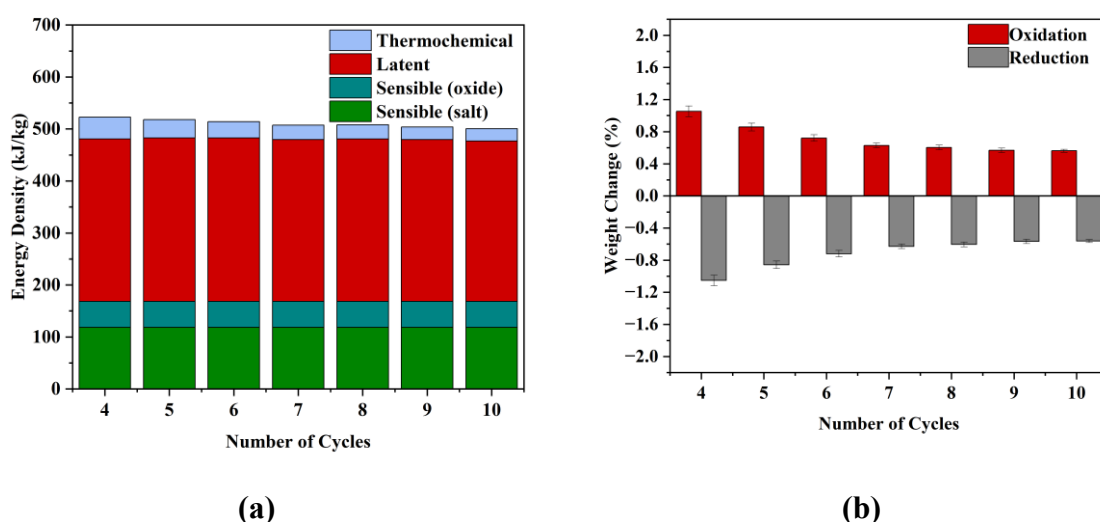 700
600
500
400
300
200
100
0
Energy Density (kJ/kg)
Thermochemical
Latent
Sensible (oxide)
Sensible (salt)
4 5 6 7 8 9 10
Number of Cycles
(a)
2.0
1.6
1.2
0.8
0.4
0.0
−0.4
−0.8
−1.2
−1.6
−2.0
Weight Change (%)
Oxidation
Reduction
4 5 6 7 8 9 10
Number of Cycles
(b)